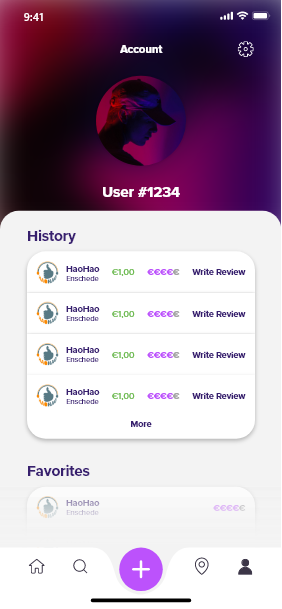 9:41
Account
User #1234
History
HaoHao €1,00 €€€€€ Write Review
Enschede
HaoHao €1,00 €€€€€ Write Review
Enschede
HaoHao €1,00 €€€€€ Write Review
Enschede
HaoHao €1,00 €€€€€ Write Review
Enschede
More
Favorites
HaoHao €€€€€
Enschede